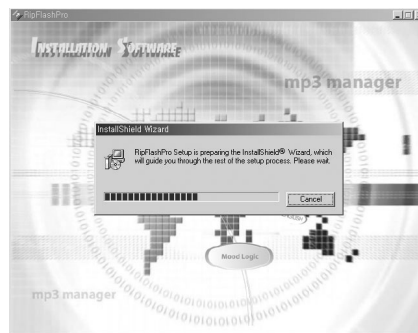 RipFlashPro
INSTALLATION SOFTWARE
mp3 manager
InstallShield Wizard
RipFlashPro Setup is preparing the InstallShield® Wizard, which
will guide you through the rest of the setup process. Please wait.
Cancel
Mood Logic
mp3 manager